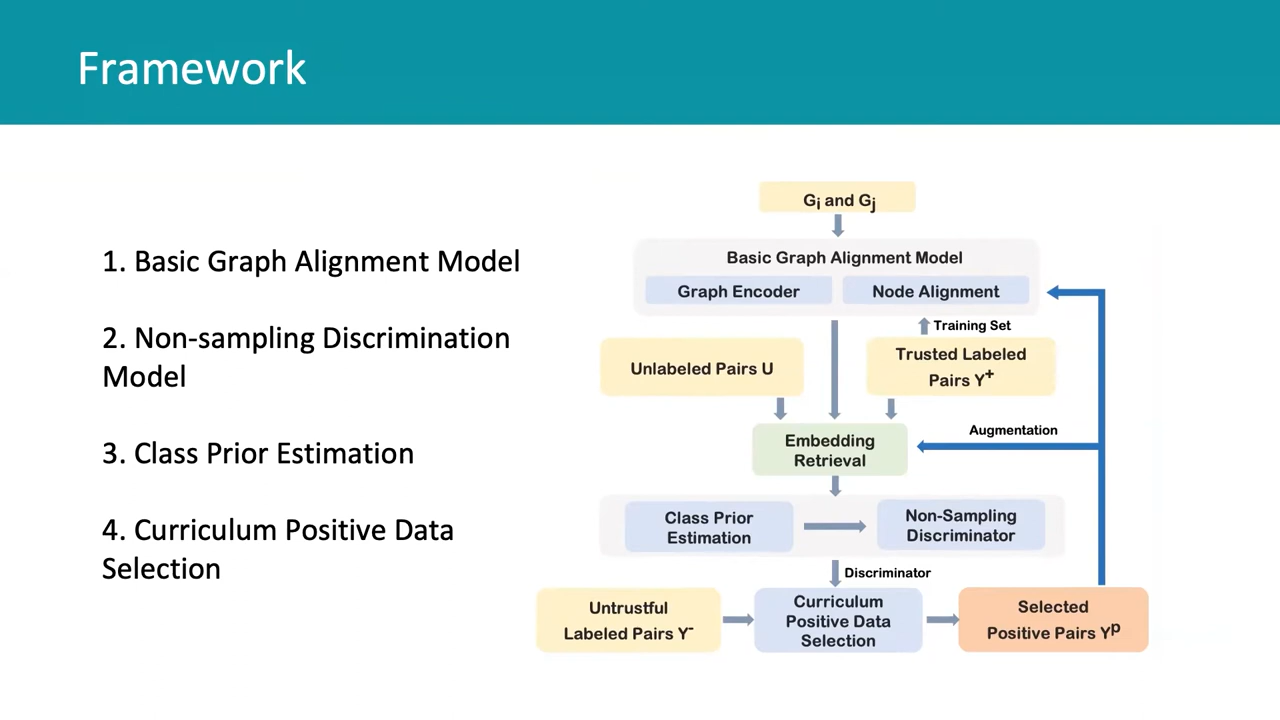 Framework
1. Basic Graph Alignment Model
2. Non-sampling Discrimination
Model
3. Class Prior Estimation
4. Curriculum Positive Data
Selection
Gi and Gj
Basic Graph Alignment Model
Graph Encoder
Node Alignment
Training Set
Unlabeled Pairs U
Trusted Labeled
Pairs Y+
Embedding
Retrieval
Augmentation
Class Prior
Estimation
Non-Sampling
Discriminator
Discriminator
Untrustful
Labeled Pairs Y-
Curriculum
Positive Data
Selection
Selected
Positive Pairs Yp